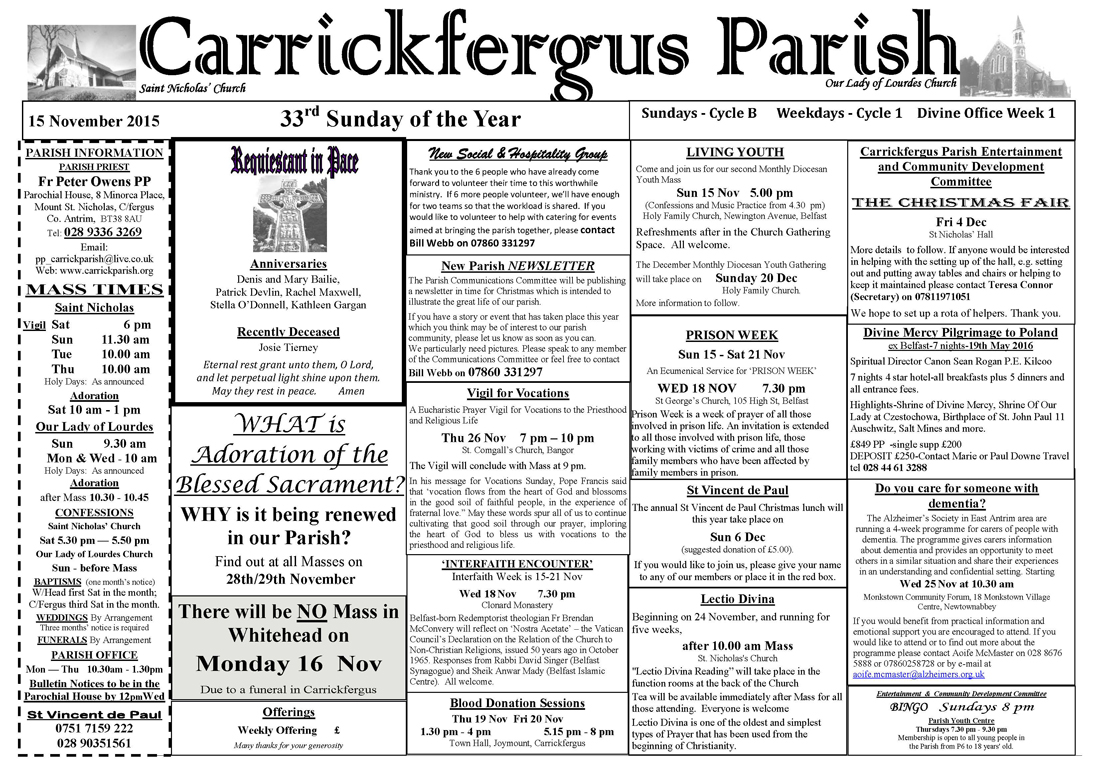 Carrickfergus Parish
Saint Nicholas' Church
Our Lady of Lourdes Church
15 November 2015
33rd Sunday of the Year
Sundays - Cycle B Weekdays - Cycle 1 Divine Office Week 1
PARISH INFORMATION
PARISH PRIEST
Fr Peter Owens PP
Parochial House, 8 Minorca Place,
Mount St. Nicholas, C/fergus
Co. Antrim, BT38 8AU
Tel: 028 9336 3269
Email:
pp_carrickparish@live.co.uk
Web: www.carrickparish.org
MASS TIMES
Saint Nicholas
Vigil Sat 6 pm
Sun 11.30 am
Tue 10.00 am
Thu 10.00 am
Holy Days: As announced
Adoration
Sat 10 am - 1 pm
Our Lady of Lourdes
Sun 9.30 am
Mon & Wed - 10 am
Holy Days: As announced
Adoration
after Mass 10.30 - 10.45
CONFESSIONS
Saint Nicholas' Church
Sat 5.30 pm — 5.50 pm
Our Lady of Lourdes Church
Sun - before Mass
BAPTISMS (one month's notice)
W/Head first Sat in the month;
C/Fergus third Sat in the month.
WEDDINGS By Arrangement
Three months' notice is required
FUNERALS By Arrangement
PARISH OFFICE
Mon — Thu 10.30am - 1.30pm
Bulletin Notices to be in the
Parochial House by 12pmWed
St Vincent de Paul
0751 7159 222
028 90351561
Requiescant in Pace
Anniversaries
Denis and Mary Bailie,
Patrick Devlin, Rachel Maxwell,
Stella O'Donnell, Kathleen Gargan
Recently Deceased
Josie Tierney
Eternal rest grant unto them, O Lord,
and let perpetual light shine upon them.
May they rest in peace. Amen
WHAT is
Adoration of the
Blessed Sacrament?
WHY is it being renewed
in our Parish?
Find out at all Masses on
28th/29th November
There will be NO Mass in
Whitehead on
Monday 16 Nov
Due to a funeral in Carrickfergus
Offerings
Weekly Offering £
Many thanks for your generosity
New Social & Hospitality Group
Thank you to the 6 people who have already come
forward to volunteer their time to this worthwhile
ministry. If 6 more people volunteer, we'll have enough
for two teams so that the workload is shared. If you
would like to volunteer to help with catering for events
aimed at bringing the parish together, please contact
Bill Webb on 07860 331297
New Parish NEWSLETTER
The Parish Communications Committee will be publishing
a newsletter in time for Christmas which is intended to
illustrate the great life of our parish.
If you have a story or event that has taken place this year
which you think may be of interest to our parish
community, please let us know as soon as you can.
We particularly need pictures. Please speak to any member
of the Communications Committee or feel free to contact
Bill Webb on 07860 331297
Vigil for Vocations
A Eucharistic Prayer Vigil for Vocations to the Priesthood
and Religious Life
Thu 26 Nov 7 pm – 10 pm
St. Comgall's Church, Bangor
The Vigil will conclude with Mass at 9 pm.
In his message for Vocations Sunday, Pope Francis said
that 'vocation flows from the heart of God and blossoms
in the good soil of faithful people, in the experience of
fraternal love." May these words spur all of us to continue
cultivating that good soil through our prayer, imploring
the heart of God to bless us with vocations to the
priesthood and religious life.
'INTERFAITH ENCOUNTER'
Interfaith Week is 15-21 Nov
Wed 18 Nov 7.30 pm
Clonard Monastery
Belfast-born Redemptorist theologian Fr Brendan
McConvery will reflect on 'Nostra Aetate' – the Vatican
Council's Declaration on the Relation of the Church to
Non-Christian Religions, issued 50 years ago in October
1965. Responses from Rabbi David Singer (Belfast
Synagogue) and Sheik Anwar Mady (Belfast Islamic
Centre). All welcome.
Blood Donation Sessions
Thu 19 Nov Fri 20 Nov
1.30 pm - 4 pm 5.15 pm - 8 pm
Town Hall, Joymount, Carrickfergus
LIVING YOUTH
Come and join us for our second Monthly Diocesan
Youth Mass
Sun 15 Nov 5.00 pm
(Confessions and Music Practice from 4.30 pm)
Holy Family Church, Newington Avenue, Belfast
Refreshments after in the Church Gathering
Space. All welcome.
The December Monthly Diocesan Youth Gathering
will take place on Sunday 20 Dec
Holy Family Church.
More information to follow.
PRISON WEEK
Sun 15 - Sat 21 Nov
An Ecumenical Service for 'PRISON WEEK'
WED 18 NOV 7.30 pm
St George's Church, 105 High St, Belfast
Prison Week is a week of prayer of all those
involved in prison life. An invitation is extended
to all those involved with prison life, those
working with victims of crime and all those
family members who have been affected by
family members in prison.
St Vincent de Paul
The annual St Vincent de Paul Christmas lunch will
this year take place on
Sun 6 Dec
(suggested donation of £5.00).
If you would like to join us, please give your name
to any of our members or place it in the red box.
Lectio Divina
Beginning on 24 November, and running for
five weeks,
after 10.00 am Mass
St. Nicholas's Church
"Lectio Divina Reading" will take place in the
function rooms at the back of the Church
Tea will be available immediately after Mass for all
those attending. Everyone is welcome
Lectio Divina is one of the oldest and simplest
types of Prayer that has been used from the
beginning of Christianity.
Carrickfergus Parish Entertainment
and Community Development
Committee
THE CHRISTMAS FAIR
Fri 4 Dec
St Nicholas' Hall
More details to follow. If anyone would be interested
in helping with the setting up of the hall, e.g. setting
out and putting away tables and chairs or helping to
keep it maintained please contact Teresa Connor
(Secretary) on 07811971051
We hope to set up a rota of helpers. Thank you.
Divine Mercy Pilgrimage to Poland
ex Belfast-7 nights-19th May 2016
Spiritual Director Canon Sean Rogan P.E. Kilcoo
7 nights 4 star hotel-all breakfasts plus 5 dinners and
all entrance fees.
Highlights-Shrine of Divine Mercy, Shrine Of Our
Lady at Czestochowa, Birthplace of St. John Paul 11
Auschwitz, Salt Mines and more.
£849 PP -single supp £200
DEPOSIT £250-Contact Marie or Paul Downe Travel
tel 028 44 61 3288
Do you care for someone with
dementia?
The Alzheimer's Society in East Antrim area are
running a 4-week programme for carers of people with
dementia. The programme gives carers information
about dementia and provides an opportunity to meet
others in a similar situation and share their experiences
in an understanding and confidential setting. Starting
Wed 25 Nov at 10.30 am
Monkstown Community Forum, 18 Monkstown Village
Centre, Newtownabbey
If you would benefit from practical information and
emotional support you are encouraged to attend. If you
would like to attend or to find out more about the
programme please contact Aoife McMaster on 028 8676
5888 or 07860258728 or by e-mail at
aoife.mcmaster@alzheimers.org.uk
Entertainment & Community Development Committee
BINGO Sundays 8 pm
Parish Youth Centre
Thursdays 7.30 pm - 9.30 pm
Membership is open to all young people in
the Parish from P6 to 18 years' old.